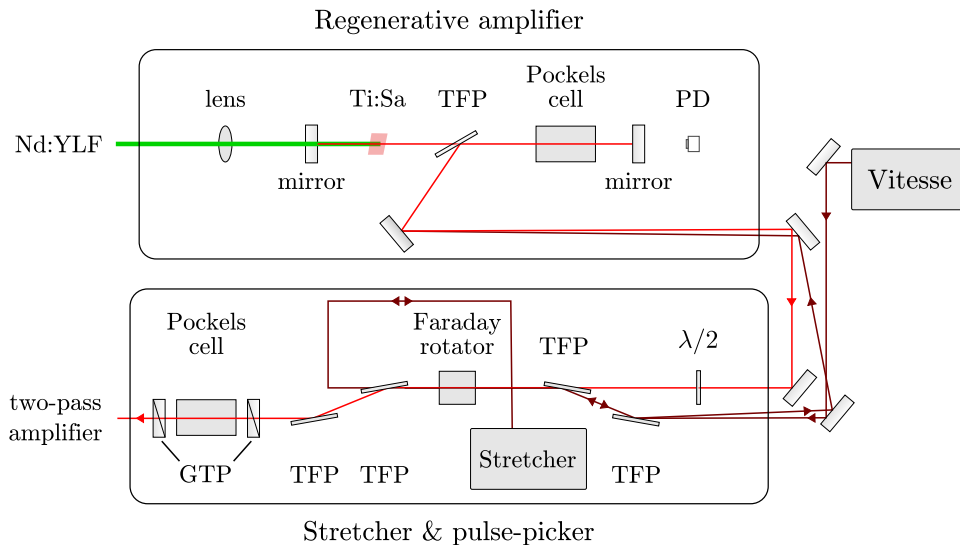 Regenerative amplifier
Pockels
cell
lens
Ti:Sa
TFP
PD
Nd:YLF
mirror
mirror
Vitesse
Pockels
cell
Faraday
rotator
TFP
λ/2
two-pass
amplifier
GTP
TFP
TFP
Stretcher
TFP
Stretcher & pulse-picker